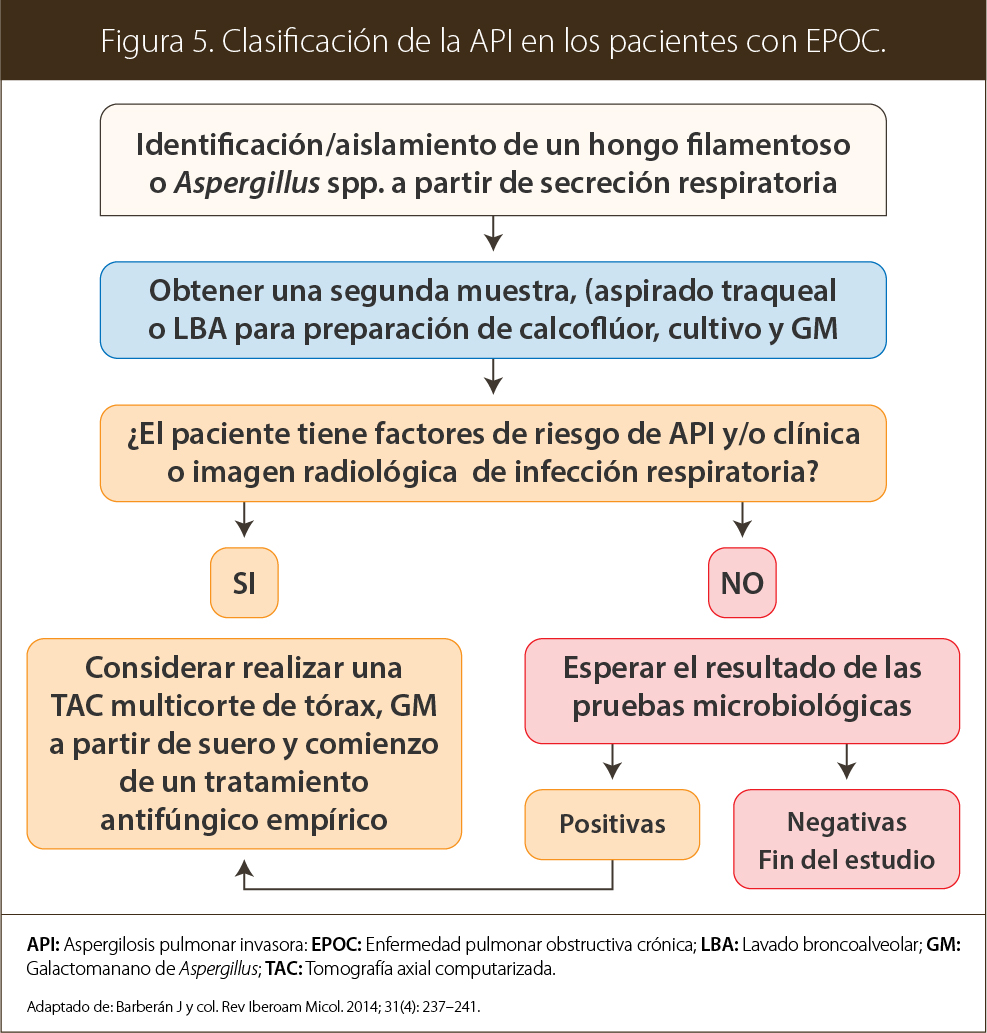 Figura 5. Clasificación de la API en los pacientes con EPOC.
Identificación/aislamiento de un hongo filamentoso
o Aspergillus spp. a partir de secreción respiratoria
Obtener una segunda muestra, (aspirado traqueal
o LBA para preparación de calcoflúor, cultivo y GM
¿El paciente tiene factores de riesgo de API y/o clínica
o imagen radiológica de infección respiratoria?
SI
NO
Considerar realizar una
TAC multicorte de tórax, GM
a partir de suero y comienzo
de un tratamiento
antifúngico empírico
Esperar el resultado de las
pruebas microbiológicas
Positivas
Negativas
Fin del estudio
API: Aspergilosis pulmonar invasora: EPOC: Enfermedad pulmonar obstructiva crónica; LBA: Lavado broncoalveolar; GM:
Galactomanano de Aspergillus; TAC: Tomografía axial computarizada.
Adaptado de: Barberán J y col. Rev Iberoam Micol. 2014; 31(4): 237–241.